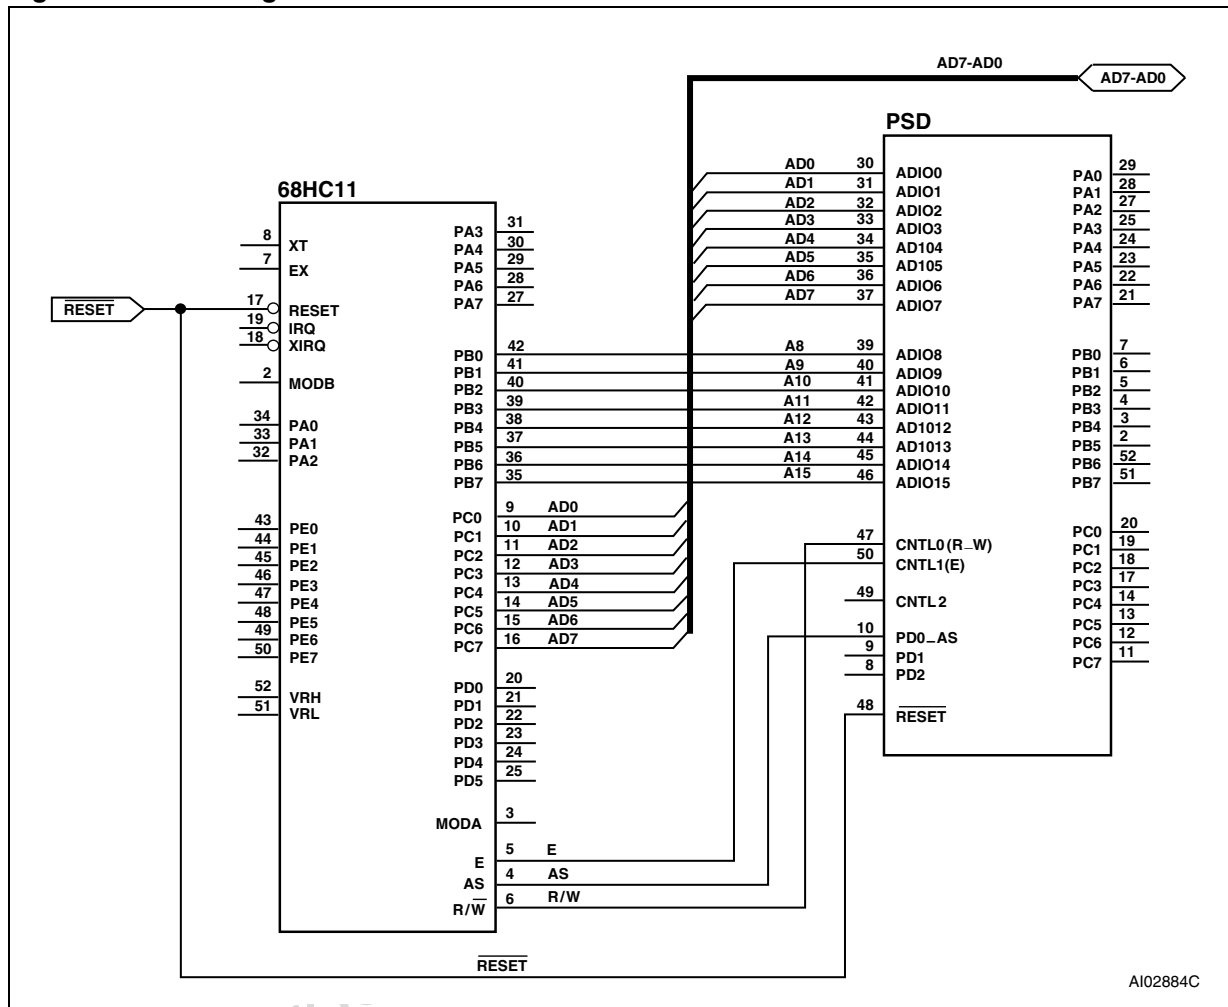 AD7-AD0
AD7-AD0
PSD
68HC11
8 XT
7 EX
RESET
17 RESET
19 IRQ
18 XIRQ
2 MODB
34 PA0
33 PA1
32 PA2
43 PE0
44 PE1
45 PE2
46 PE3
47 PE4
48 PE5
49 PE6
50 PE7
52 VRH
51 VRL
PA3 31
PA4 30
PA5 29
PA6 28
PA7 27
PB0 42
PB1 41
PB2 40
PB3 39
PB4 38
PB5 37
PB6 36
PB7 35
PC0 9 AD0
PC1 10 AD1
PC2 11 AD2
PC3 12 AD3
PC4 13 AD4
PC5 14 AD5
PC6 15 AD6
PC7 16 AD7
PD0 20
PD1 21
PD2 22
PD3 23
PD4 24
PD5 25
MODA 3
E 5 E
AS 4 AS
R/W 6 R/W
RESET
AD0 30 ADIO0
AD1 31 ADIO1
AD2 32 ADIO2
AD3 33 ADIO3
AD4 34 AD104
AD5 35 AD105
AD6 36 ADIO6
AD7 37 ADIO7
A8 39 ADIO8
A9 40 ADIO9
A10 41 ADIO10
A11 42 ADIO11
A12 43 AD1012
A13 44 AD1013
A14 45 ADIO14
A15 46 ADIO15
47 CNTL0(R_W)
50 CNTL1(E)
49 CNTL2
10 PD0_AS
9 PD1
8 PD2
48 RESET
PA0 29
PA1 28
PA2 27
PA3 25
PA4 24
PA5 23
PA6 22
PA7 21
PB0 7
PB1 6
PB2 5
PB3 4
PB4 3
PB5 2
PB6 52
PB7 51
PC0 20
PC1 19
PC2 18
PC3 17
PC4 14
PC5 13
PC6 12
PC7 11
AI02884C